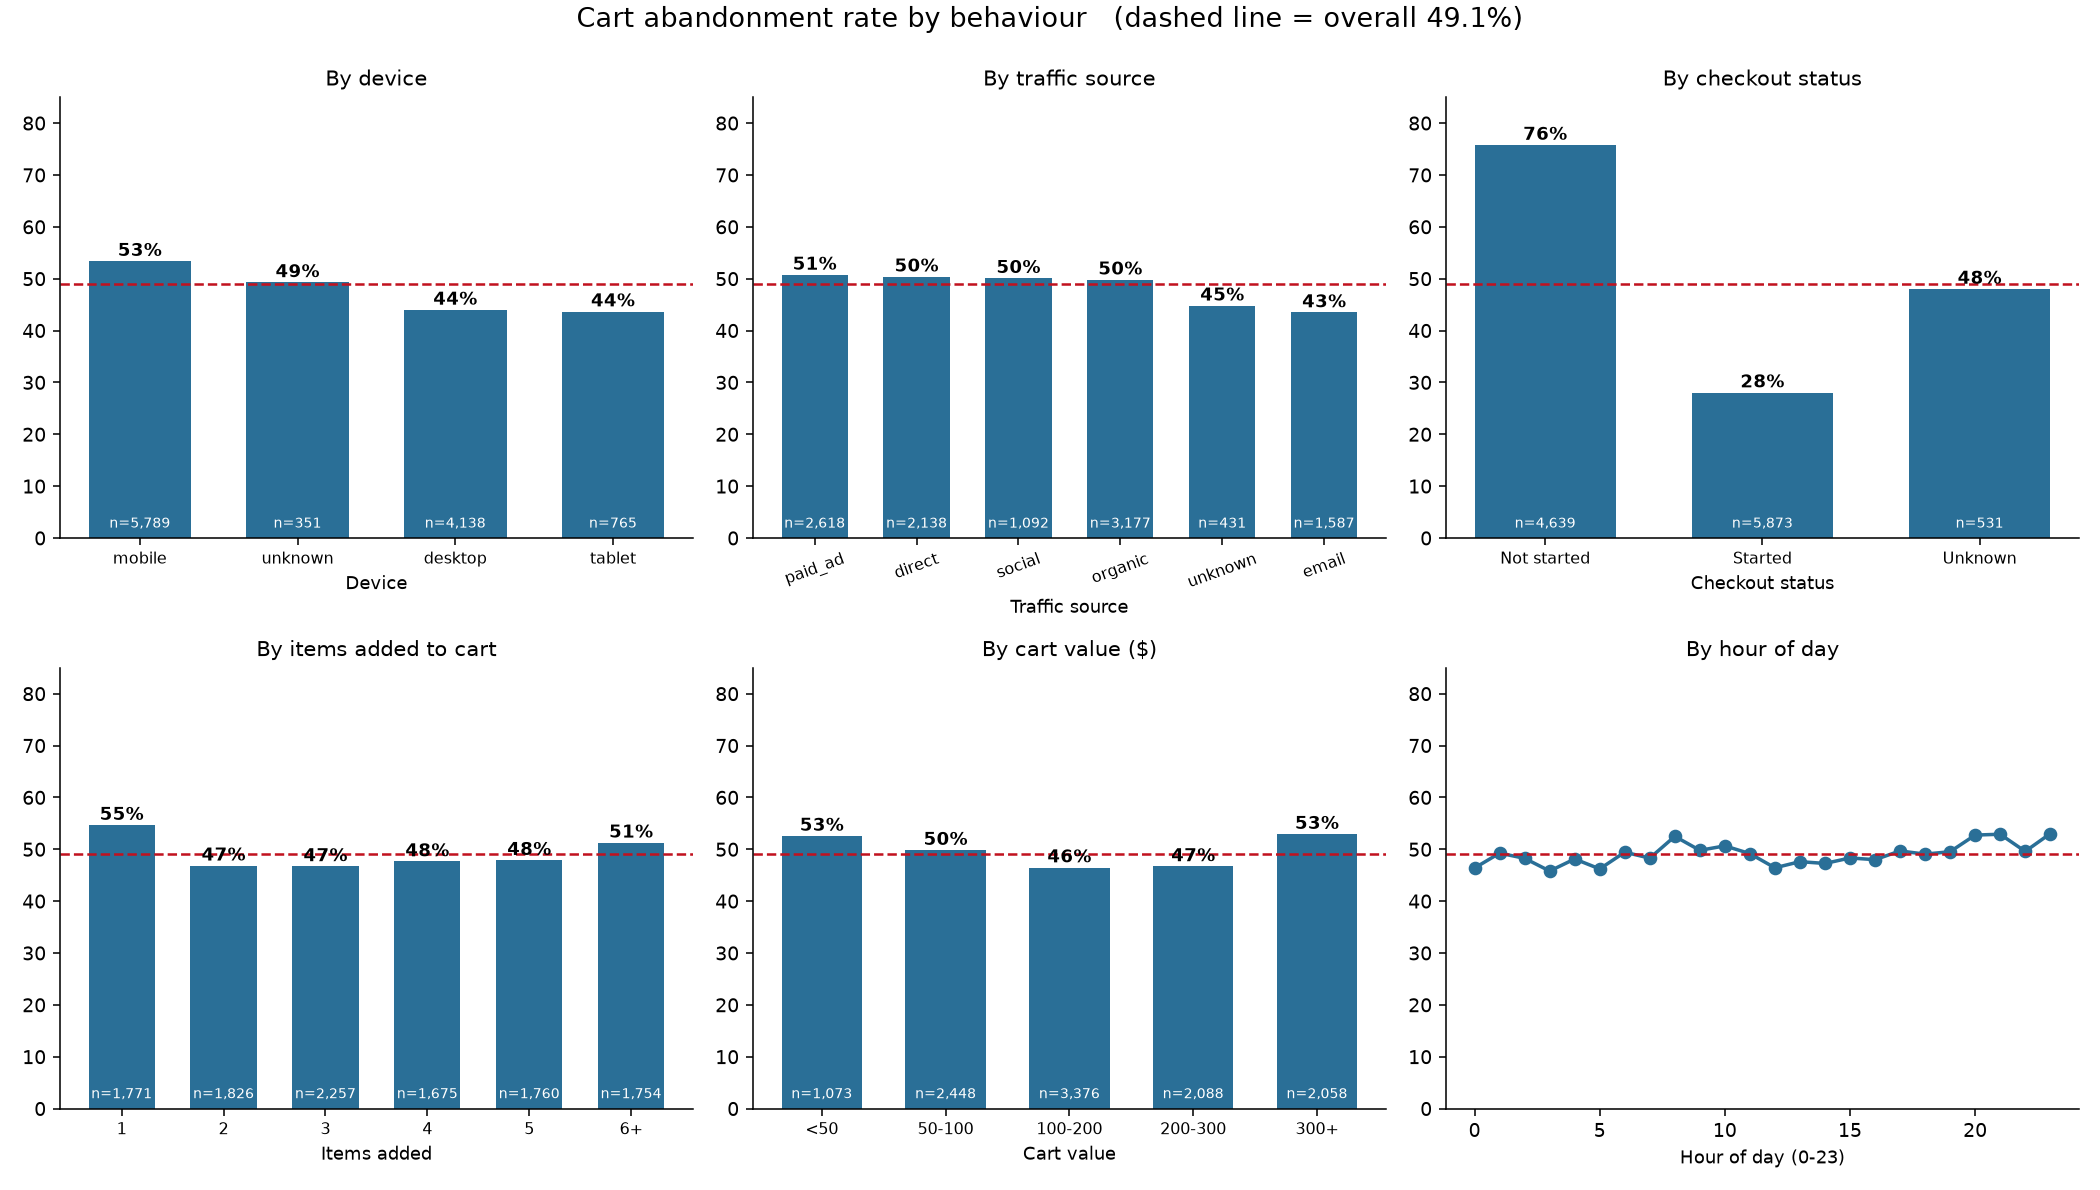 Cart abandonment rate by behaviour (dashed line = overall 49.1%)
By device
80
70
60
50
40
30
20
10
0
53%
49%
44%
44%
n=5,789
n=351
n=4,138
n=765
mobile
unknown
desktop
tablet
Device
By traffic source
80
70
60
50
40
30
20
10
0
51%
50%
50%
50%
45%
43%
n=2,618
n=2,138
n=1,092
n=3,177
n=431
n=1,587
paid_ad
direct
social
organic
unknown
email
Traffic source
By checkout status
80
70
60
50
40
30
20
10
0
76%
28%
48%
n=4,639
n=5,873
n=531
Not started
Started
Unknown
Checkout status
By items added to cart
80
70
60
50
40
30
20
10
0
55%
47%
47%
48%
48%
51%
n=1,771
n=1,826
n=2,257
n=1,675
n=1,760
n=1,754
1
2
3
4
5
6+
Items added
By cart value ($)
80
70
60
50
40
30
20
10
0
53%
50%
46%
47%
53%
n=1,073
n=2,448
n=3,376
n=2,088
n=2,058
<50
50-100
100-200
200-300
300+
Cart value
By hour of day
80
70
60
50
40
30
20
10
0
0
5
10
15
20
Hour of day (0-23)